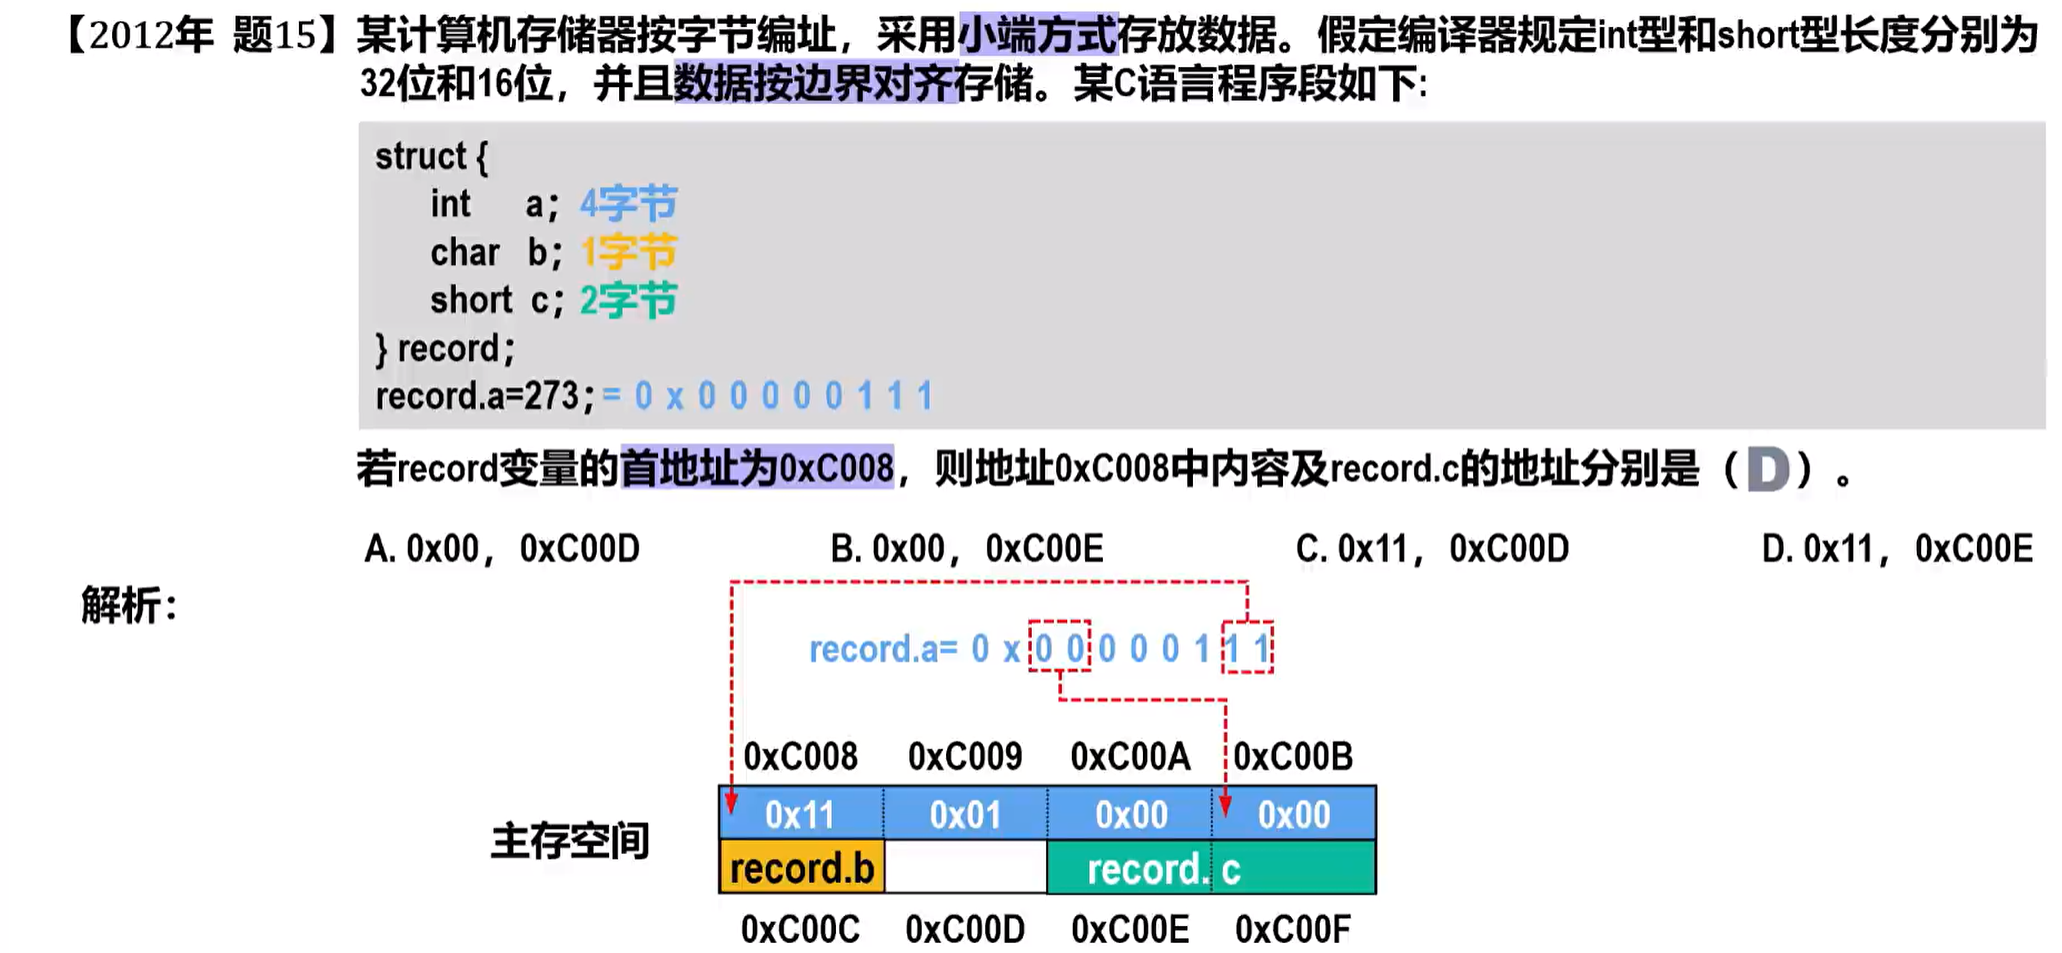 【2012年 题15】某计算机存储器按字节编址，采用小端方式存放数据。假定编译器规定int型和short型长度分别为
32位和16位，并且数据按边界对齐存储。某C语言程序段如下:
struct {
int a; 4字节
char b; 1字节
short c; 2字节
} record;
record.a=273; = 0 x 0 0 0 0 0 1 1 1
若record变量的首地址为0xC008，则地址0xC008中内容及record.c的地址分别是（D）。
A. 0x00，0xC00D B. 0x00，0xC00E C. 0x11，0xC00D D. 0x11，0xC00E
解析：
record.a= 0 x 0 0 0 0 0 1 1 1
0xC008 0xC009 0xC00A 0xC00B
0x11 0x01 0x00 0x00
主存空间
record.b record. c
0xC00C 0xC00D 0xC00E 0xC00F